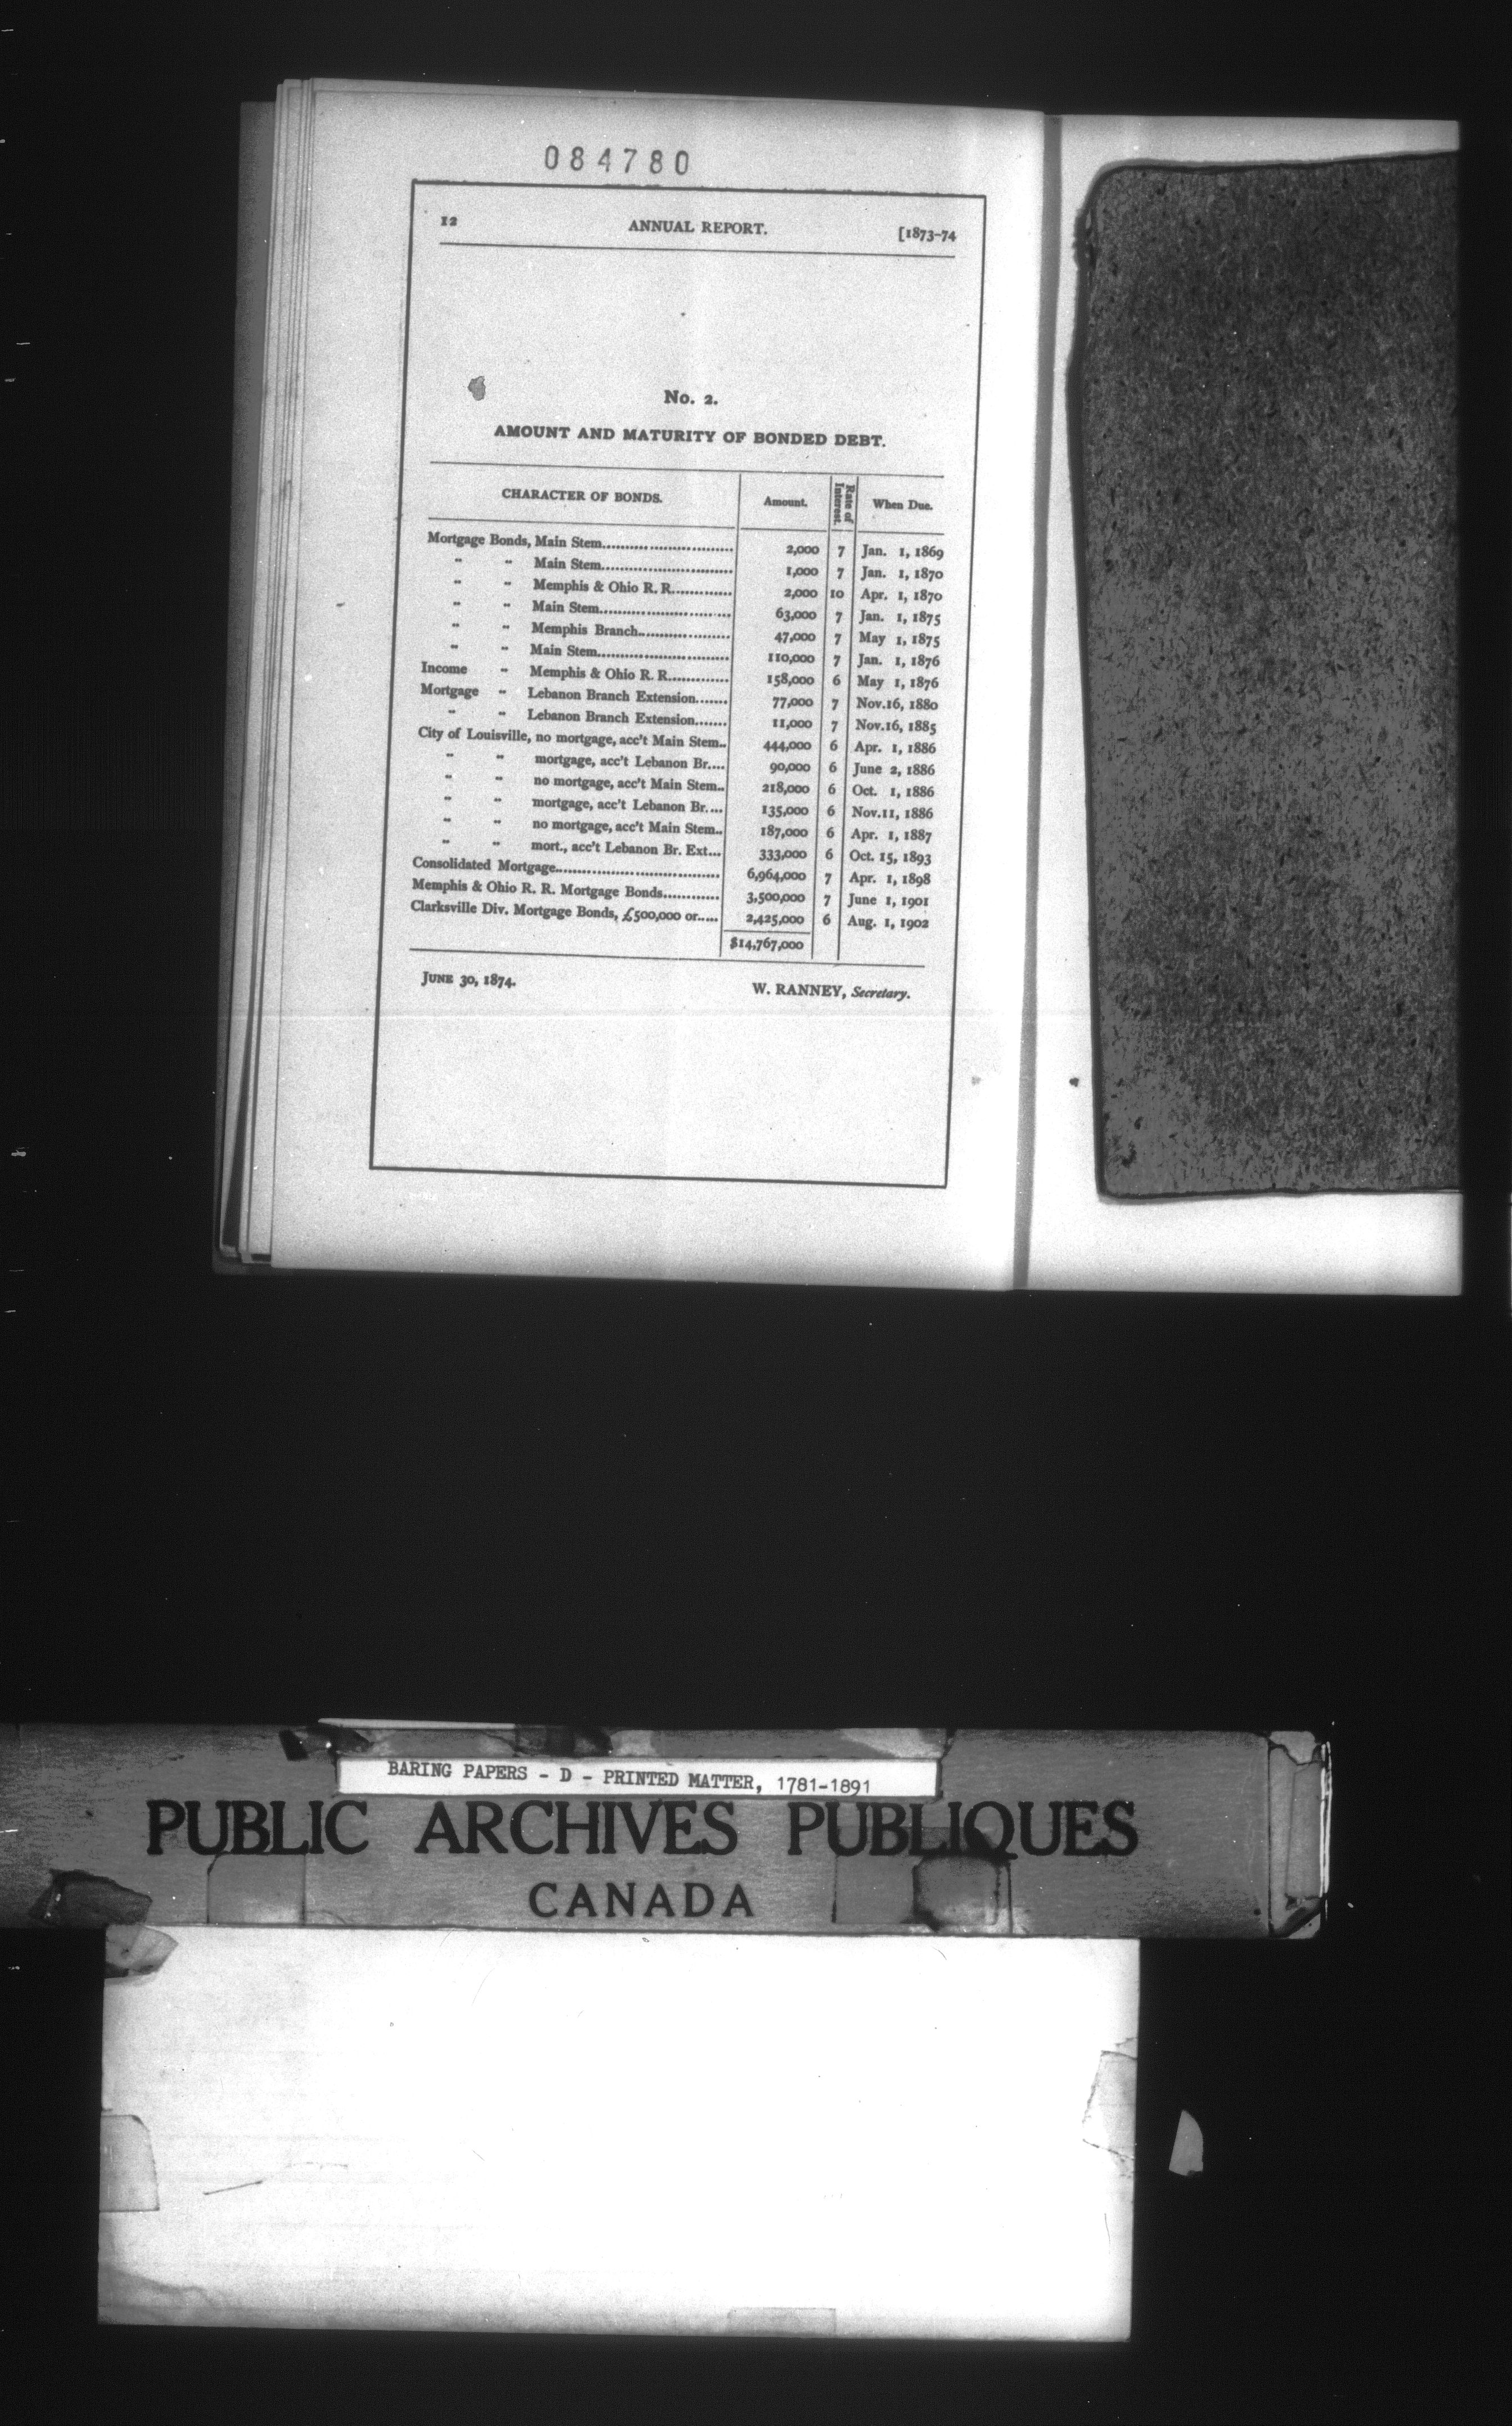 084780
12 ANNUAL REPORT. [1873-74
No. 2.
AMOUNT AND MATURITY OF BONDED DEBT.
CHARACTER OF BONDS. Amount. Rate of Interest. When Due.
Mortgage Bonds, Main Stem.............................. 2,000 7 Jan. 1, 1869
" " Main Stem.............................. 1,000 7 Jan. 1, 1870
" " Memphis & Ohio R. R............. 2,000 10 Apr. 1, 1870
" " Main Stem.............................. 63,000 7 Jan. 1, 1875
" " Memphis Branch..................... 47,000 7 May 1, 1875
" " Main Stem.............................. 110,000 7 Jan. 1, 1876
Income " Memphis & Ohio R. R............. 158,000 6 May 1, 1876
Mortgage " Lebanon Branch Extension....... 77,000 7 Nov. 16, 1880
" " Lebanon Branch Extension....... 11,000 7 Nov. 16, 1885
City of Louisville, no mortgage, acc't Main Stem.. 444,000 6 Apr. 1, 1886
" " mortgage, acc't Lebanon Br.... 90,000 6 June 2, 1886
" " no mortgage, acc't Main Stem.. 218,000 6 Oct. 1, 1886
" " mortgage, acc't Lebanon Br.... 135,000 6 Nov. 11, 1886
" " no mortgage, acc't Main Stem.. 187,000 6 Apr. 1, 1887
" " mort., acc't Lebanon Br. Ext... 333,000 6 Oct. 15, 1893
Consolidated Mortgage..................................... 6,964,000 7 Apr. 1, 1898
Memphis & Ohio R. R. Mortgage Bonds............ 3,500,000 7 June 1, 1901
Clarksville Div. Mortgage Bonds, £500,000 or..... 2,425,000 6 Aug. 1, 1902
$14,767,000
JUNE 30, 1874. W. RANNEY, Secretary.
BARING PAPERS - D - PRINTED MATTER, 1781-1891
PUBLIC ARCHIVES PUBLIQUES
CANADA